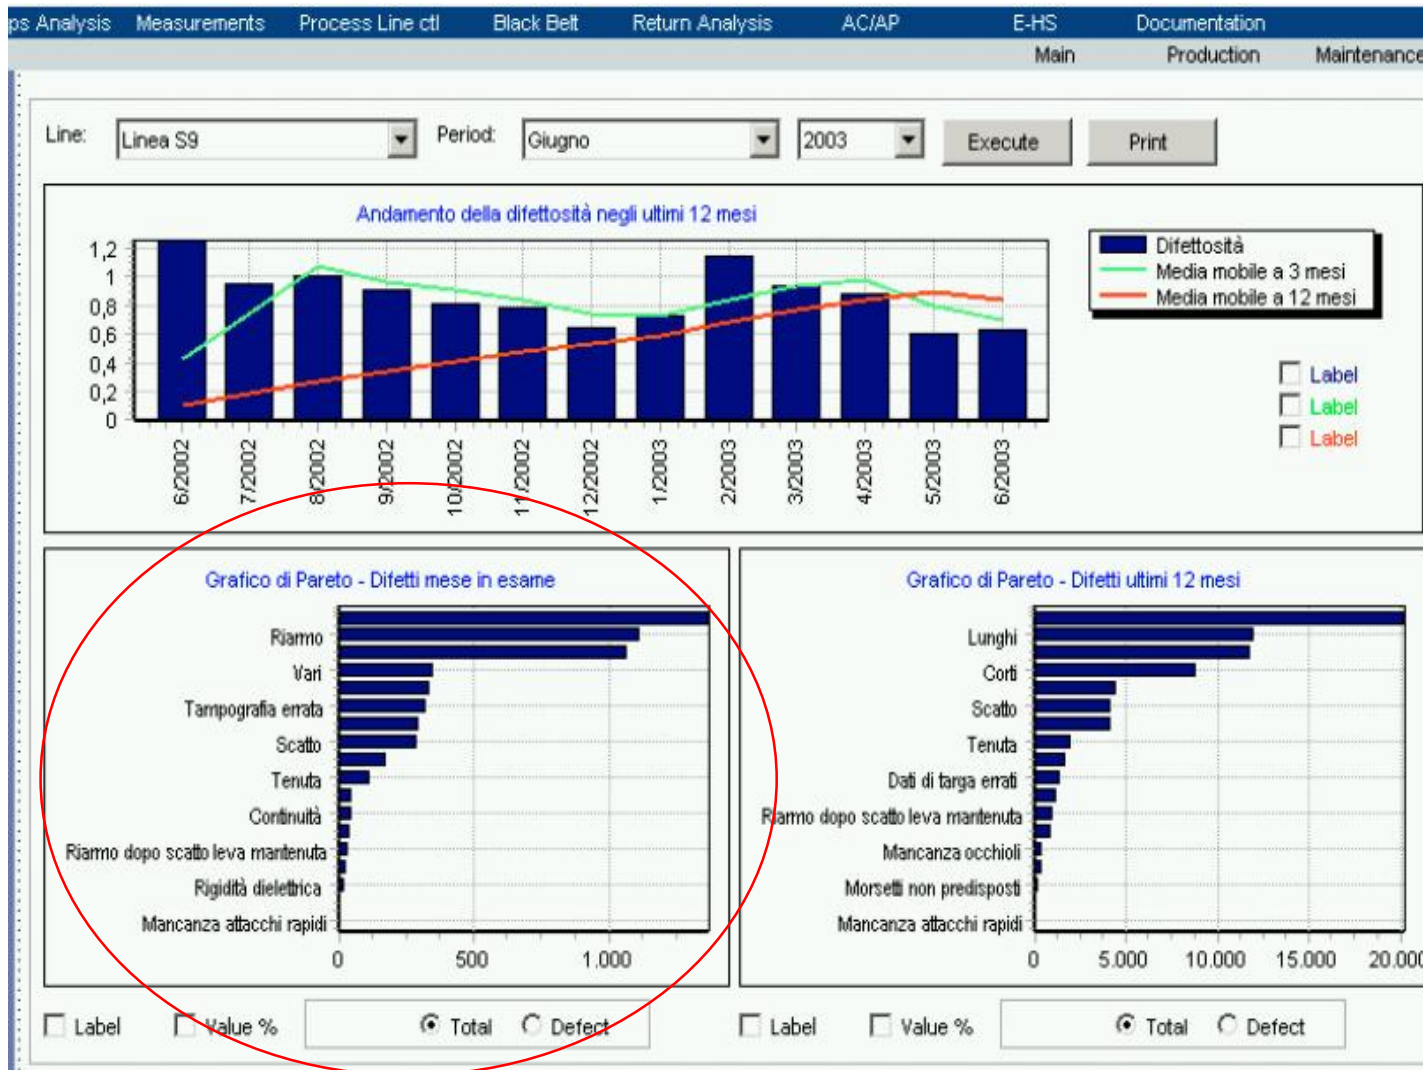 ps Analysis Measurements Process Line ctl Black Belt Return Analysis AC/AP E-HS Documentation
Main Production Maintenance
Line: Linea S9 Period: Giugno 2003 Execute Print
Andamento della difettosità negli ultimi 12 mesi
1,2
1
0,8
0,6
0,4
0,2
0
6/2002 7/2002 8/2002 9/2002 10/2002 11/2002 12/2002 1/2003 2/2003 3/2003 4/2003 5/2003 6/2003
Difettosità
Media mobile a 3 mesi
Media mobile a 12 mesi
Label
Label
Label
Grafico di Pareto - Difetti mese in esame
Riarmo
Vari
Tampografia errata
Scatto
Tenuta
Continuità
Riarmo dopo scatto leva mantenuta
Rigidità dielettrica
Mancanza attacchi rapidi
0 500 1.000
Label Value % Total Defect
Grafico di Pareto - Difetti ultimi 12 mesi
Lunghi
Corti
Scatto
Tenuta
Dati di targa errati
Riarmo dopo scatto leva mantenuta
Mancanza occhioli
Morsetti non predisposti
Mancanza attacchi rapidi
0 5.000 10.000 15.000 20.000
Label Value % Total Defect